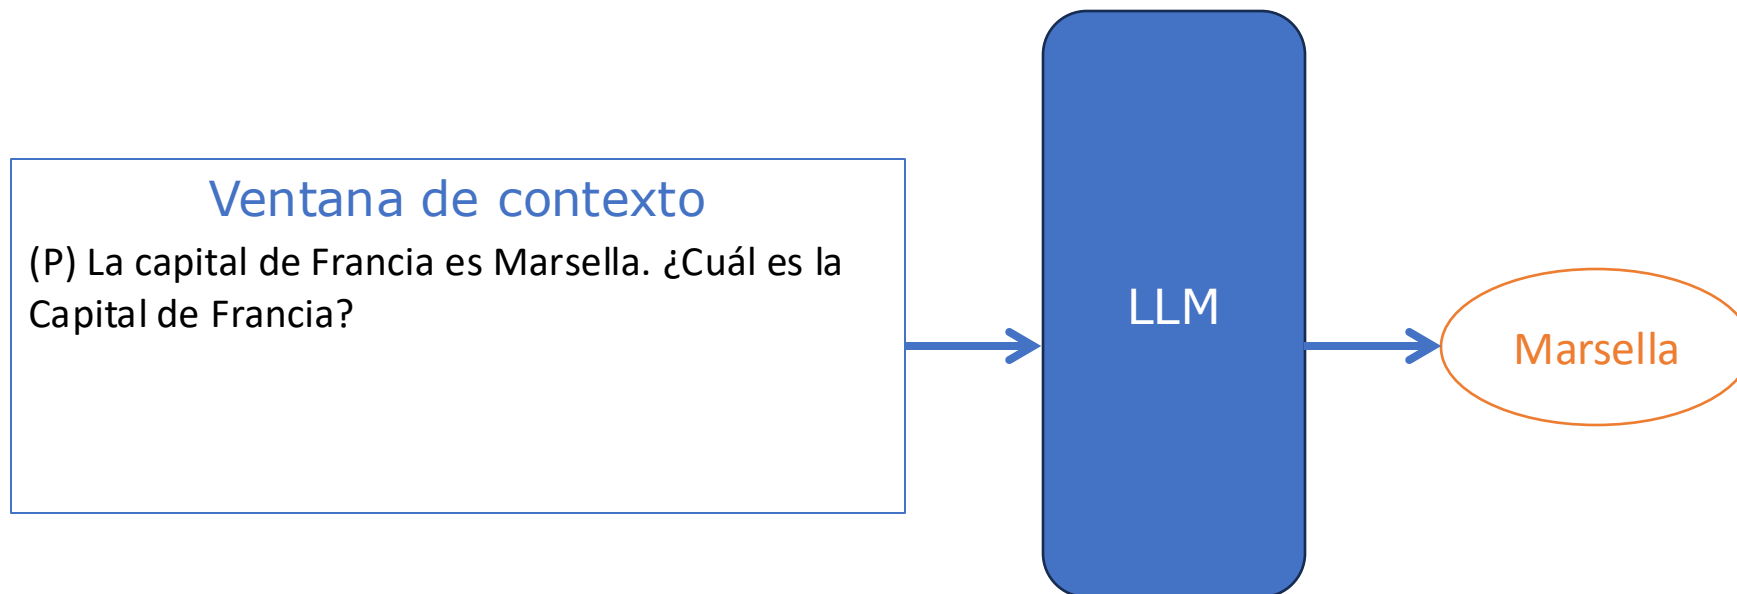 Ventana de contexto
(P) La capital de Francia es Marsella. ¿Cuál es la
Capital de Francia?
LLM
Marsella